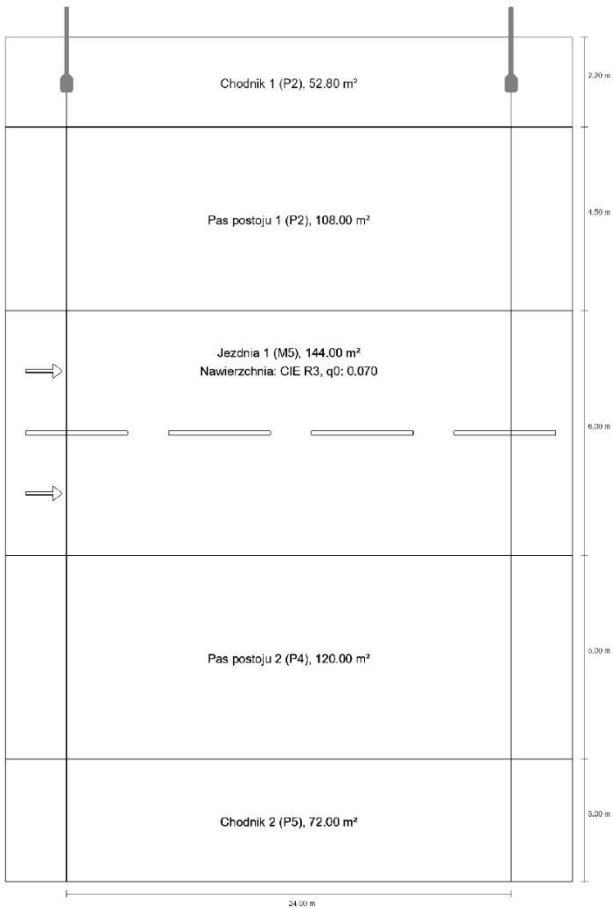 Chodnik 1 (P2), 52.80 m²
2.20 m
Pas postoju 1 (P2), 108.00 m²
4.50 m
Jezdnia 1 (M5), 144.00 m²
Nawierzchnia: CIE R3, q0: 0.070
6.00 m
Pas postoju 2 (P4), 120.00 m²
5.00 m
Chodnik 2 (P5), 72.00 m²
3.00 m
24.00 m